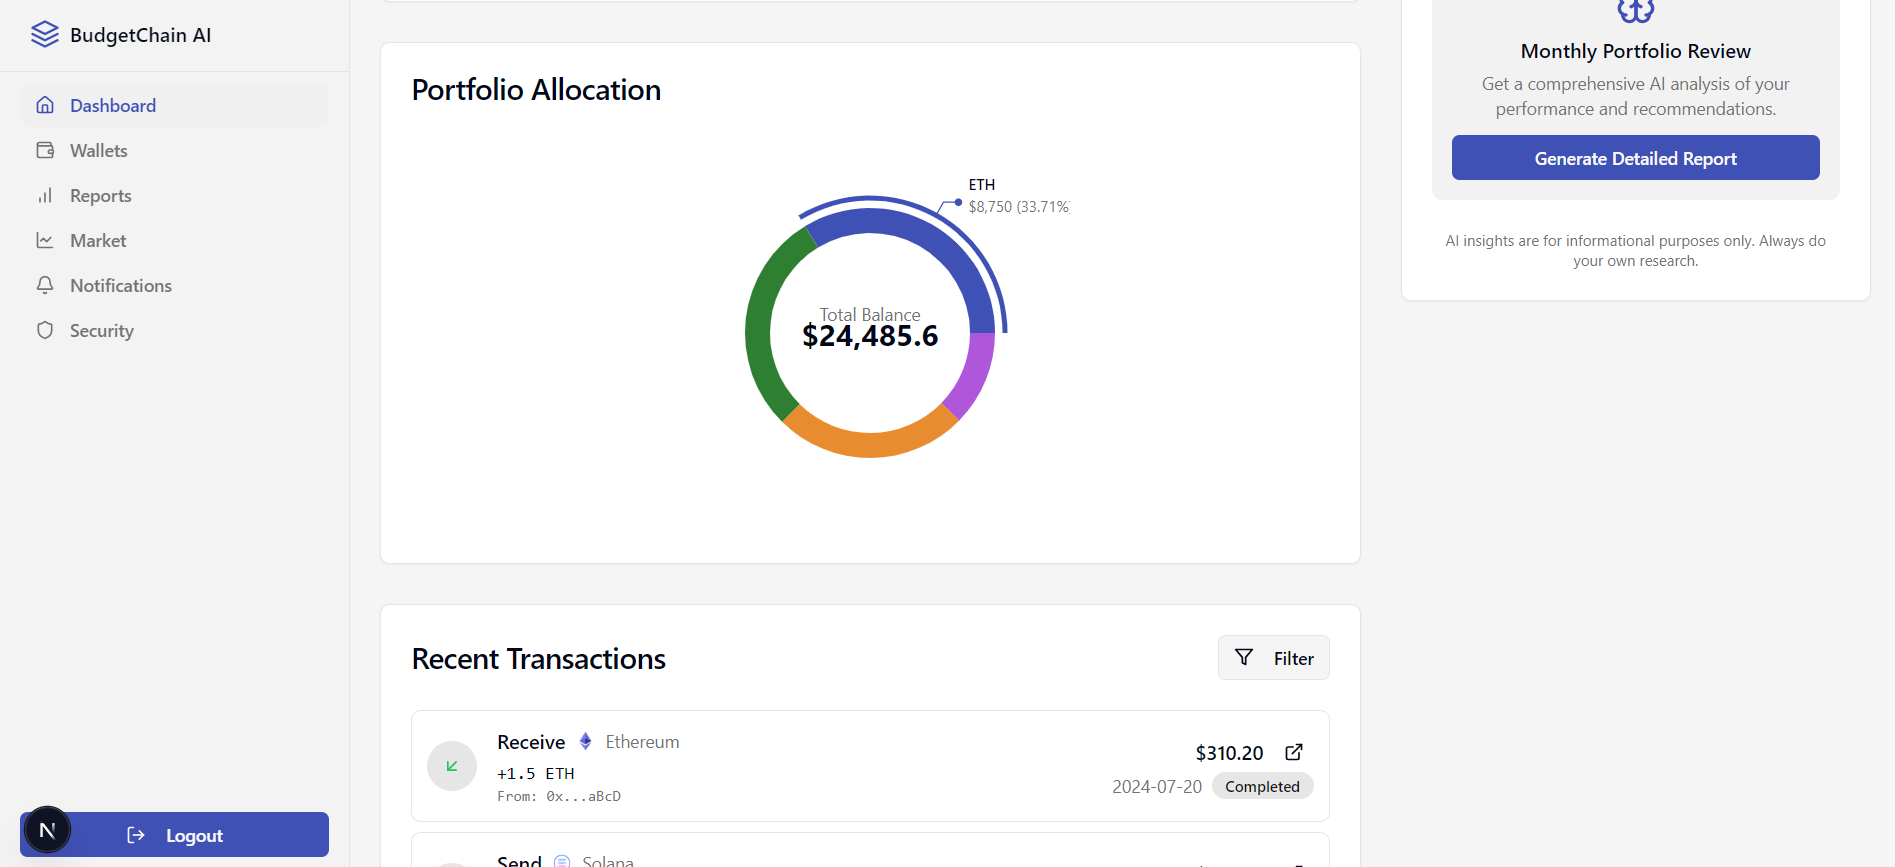 BudgetChain AI
Dashboard
Wallets
Reports
Market
Notifications
Security
N
Logout
Portfolio Allocation
ETH
$8,750 (33.71%
Total Balance
$24,485.6
Recent Transactions
Filter
Receive Ethereum
+1.5 ETH
From: 0x...aBcD
$310.20
2024-07-20 Completed
Send Solana
Monthly Portfolio Review
Get a comprehensive AI analysis of your
performance and recommendations.
Generate Detailed Report
AI insights are for informational purposes only. Always do
your own research.